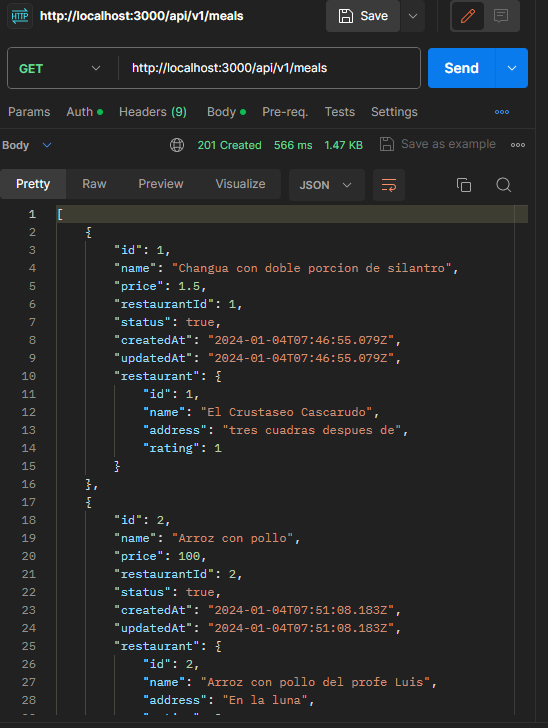 HTTP http://localhost:3000/api/v1/meals Save
GET http://localhost:3000/api/v1/meals Send
Params Auth Headers (9) Body Pre-req. Tests Settings
Body 201 Created 566 ms 1.47 KB Save as example
Pretty Raw Preview Visualize JSON
1 [
2 {
3 "id": 1,
4 "name": "Changua con doble porcion de silantro",
5 "price": 1.5,
6 "restaurantId": 1,
7 "status": true,
8 "createdAt": "2024-01-04T07:46:55.079Z",
9 "updatedAt": "2024-01-04T07:46:55.079Z",
10 "restaurant": {
11 "id": 1,
12 "name": "El Crustaseo Cascarudo",
13 "address": "tres cuadras despues de",
14 "rating": 1
15 }
16 },
17 {
18 "id": 2,
19 "name": "Arroz con pollo",
20 "price": 100,
21 "restaurantId": 2,
22 "status": true,
23 "createdAt": "2024-01-04T07:51:08.183Z",
24 "updatedAt": "2024-01-04T07:51:08.183Z",
25 "restaurant": {
26 "id": 2,
27 "name": "Arroz con pollo del profe Luis",
28 "address": "En la luna",